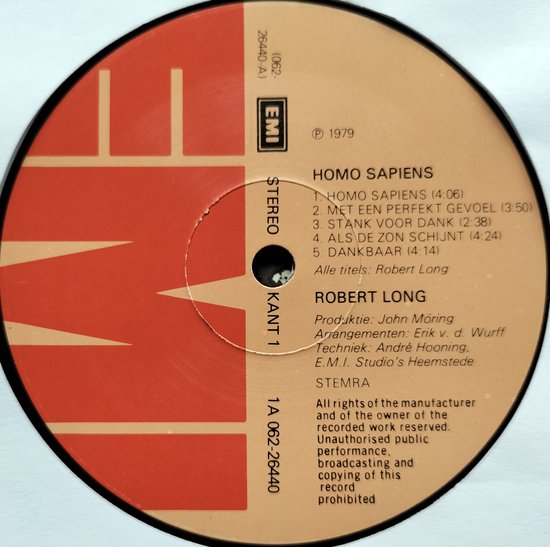 (062-
26440-A)
EMI
℗ 1979
HOMO SAPIENS
1. HOMO SAPIENS (4:06)
2. MET EEN PERFEKT GEVOEL (3:50)
3. STANK VOOR DANK (2:38)
4. ALS DE ZON SCHIJNT (4:24)
5. DANKBAAR (4:14)
Alle titels: Robert Long
STEREO
KANT 1
1A 062-26440
ROBERT LONG
Produktie: John Möring
Arrangementen: Erik v. d. Wurff
Techniek: André Hooning,
E.M.I. Studio's Heemstede
STEMRA
All rights of the manufacturer
and of the owner of the
recorded work reserved.
Unauthorised public
performance,
broadcasting and
copying of this
record
prohibited